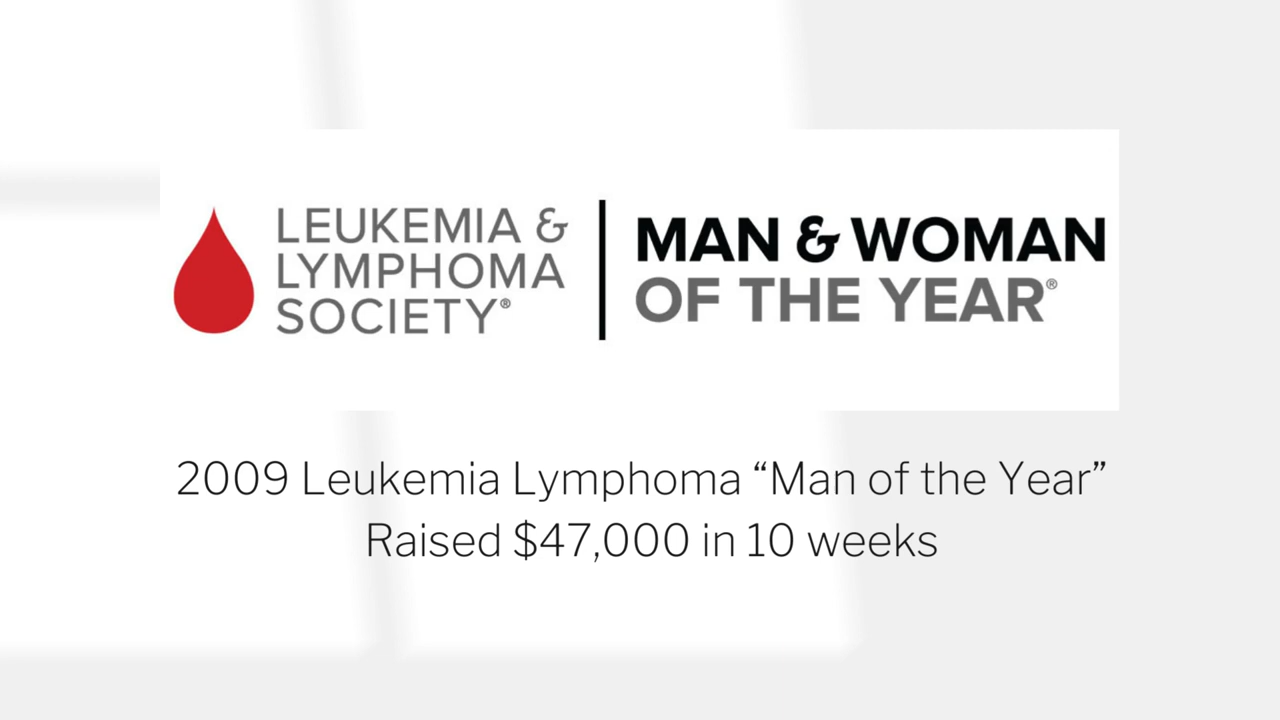 LEUKEMIA &
LYMPHOMA
SOCIETY®
MAN & WOMAN
OF THE YEAR®
2009 Leukemia Lymphoma “Man of the Year”
Raised $47,000 in 10 weeks